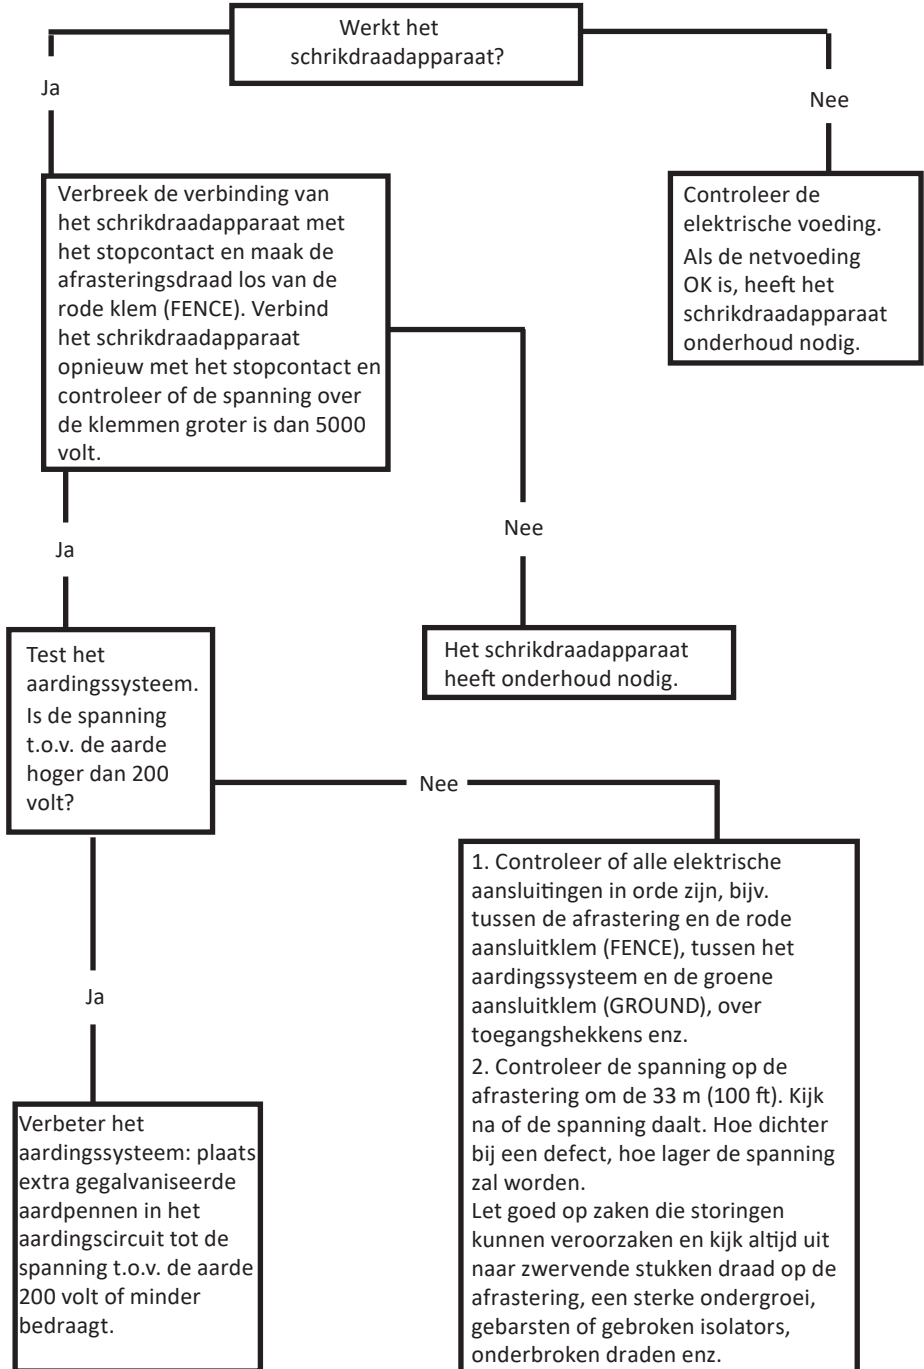 Werkt het
schrikdraadapparaat?
Ja
Nee
Verbreek de verbinding van
het schrikdraadapparaat met
het stopcontact en maak de
afrasteringsdraad los van de
rode klem (FENCE). Verbind
het schrikdraadapparaat
opnieuw met het stopcontact en
controleer of de spanning over
de klemmen groter is dan 5000
volt.
Controleer de
elektrische voeding.
Als de netvoeding
OK is, heeft het
schrikdraadapparaat
onderhoud nodig.
Ja
Nee
Test het
aardingssysteem.
Is de spanning
t.o.v. de aarde
hoger dan 200
volt?
Het schrikdraadapparaat
heeft onderhoud nodig.
Nee
Ja
1. Controleer of alle elektrische
aansluitingen in orde zijn, bijv.
tussen de afrastering en de rode
aansluitklem (FENCE), tussen het
aardingssysteem en de groene
aansluitklem (GROUND), over
toegangshekkens enz.
2. Controleer de spanning op de
afrastering om de 33 m (100 ft). Kijk
na of de spanning daalt. Hoe dichter
bij een defect, hoe lager de spanning
zal worden.
Let goed op zaken die storingen
kunnen veroorzaken en kijk altijd uit
naar zwervende stukken draad op de
afrastering, een sterke ondergroei,
gebarsten of gebroken isolators,
onderbroken draden enz.
Verbeter het
aardingssysteem: plaats
extra gegalvaniseerde
aardpennen in het
aardingscircuit tot de
spanning t.o.v. de aarde
200 volt of minder
bedraagt.